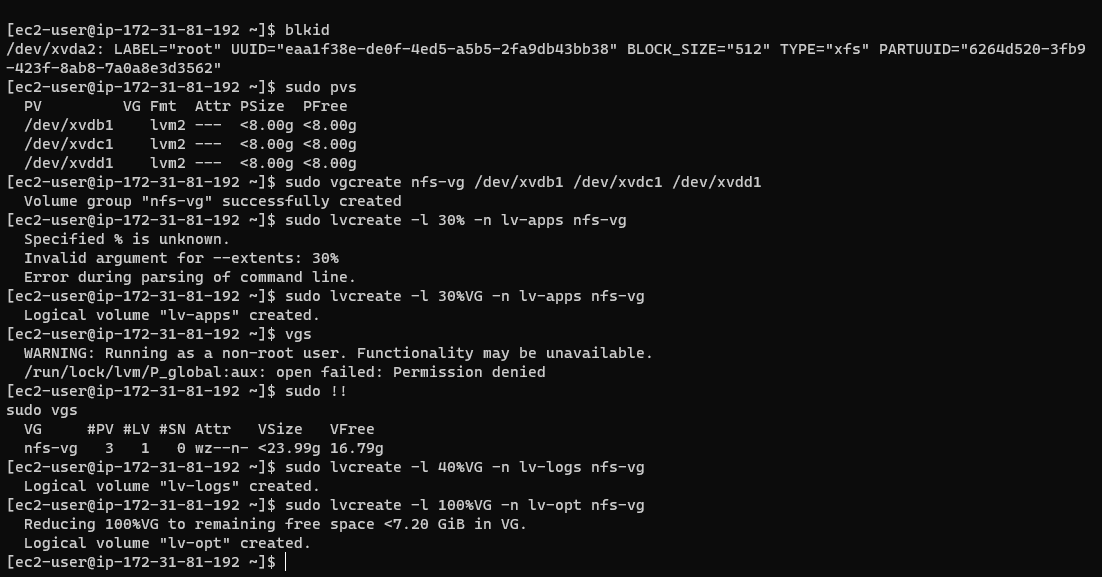 [ec2-user@ip-172-31-81-192 ~]$ blkid
/dev/xvda2: LABEL="root" UUID="eaa1f38e-de0f-4ed5-a5b5-2fa9db43bb38" BLOCK_SIZE="512" TYPE="xfs" PARTUUID="6264d520-3fb9
-423f-8ab8-7a0a8e3d3562"
[ec2-user@ip-172-31-81-192 ~]$ sudo pvs
  PV         VG Fmt  Attr PSize  PFree
  /dev/xvdb1    lvm2 ---  <8.00g <8.00g
  /dev/xvdc1    lvm2 ---  <8.00g <8.00g
  /dev/xvdd1    lvm2 ---  <8.00g <8.00g
[ec2-user@ip-172-31-81-192 ~]$ sudo vgcreate nfs-vg /dev/xvdb1 /dev/xvdc1 /dev/xvdd1
  Volume group "nfs-vg" successfully created
[ec2-user@ip-172-31-81-192 ~]$ sudo lvcreate -l 30% -n lv-apps nfs-vg
  Specified % is unknown.
  Invalid argument for --extents: 30%
  Error during parsing of command line.
[ec2-user@ip-172-31-81-192 ~]$ sudo lvcreate -l 30%VG -n lv-apps nfs-vg
  Logical volume "lv-apps" created.
[ec2-user@ip-172-31-81-192 ~]$ vgs
  WARNING: Running as a non-root user. Functionality may be unavailable.
  /run/lock/lvm/P_global:aux: open failed: Permission denied
[ec2-user@ip-172-31-81-192 ~]$ sudo !!
sudo vgs
  VG     #PV #LV #SN Attr   VSize   VFree
  nfs-vg   3   1   0 wz--n- <23.99g 16.79g
[ec2-user@ip-172-31-81-192 ~]$ sudo lvcreate -l 40%VG -n lv-logs nfs-vg
  Logical volume "lv-logs" created.
[ec2-user@ip-172-31-81-192 ~]$ sudo lvcreate -l 100%VG -n lv-opt nfs-vg
  Reducing 100%VG to remaining free space <7.20 GiB in VG.
  Logical volume "lv-opt" created.
[ec2-user@ip-172-31-81-192 ~]$